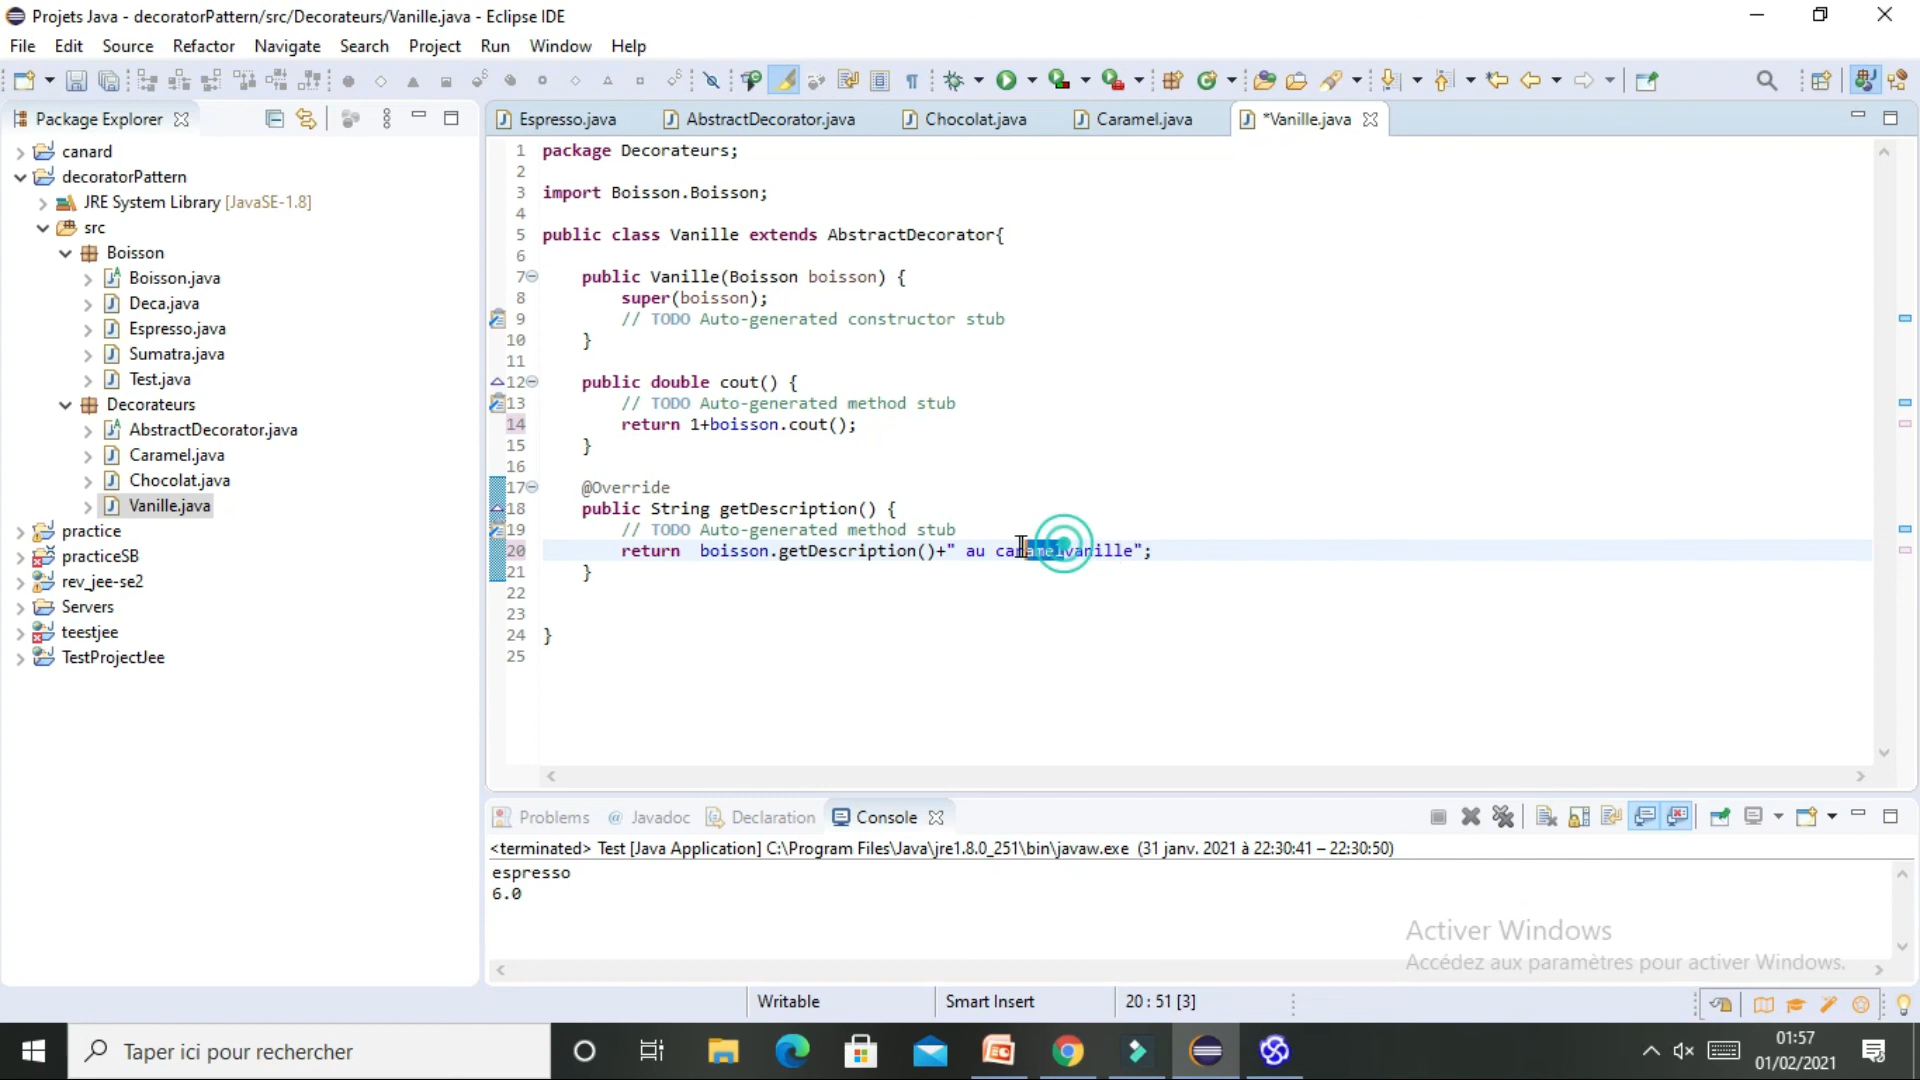 Projets Java - decoratorPattern/src/Decorateurs/Vanille.java - Eclipse IDE
File Edit Source Refactor Navigate Search Project Run Window Help
Package Explorer
canard
decoratorPattern
JRE System Library [JavaSE-1.8]
src
Boisson
Boisson.java
Deca.java
Espresso.java
Sumatra.java
Test.java
Decorateurs
AbstractDecorator.java
Caramel.java
Chocolat.java
Vanille.java
practice
practiceSB
rev_jee-se2
Servers
teestjee
TestProjectJee
Espresso.java AbstractDecorator.java Chocolat.java Caramel.java *Vanille.java
1 package Decorateurs;
2
3 import Boisson.Boisson;
4
5 public class Vanille extends AbstractDecorator{
6
7 public Vanille(Boisson boisson) {
8 super(boisson);
9 // TODO Auto-generated constructor stub
10 }
11
12 public double cout() {
13 // TODO Auto-generated method stub
14 return 1+boisson.cout();
15 }
16
17 @Override
18 public String getDescription() {
19 // TODO Auto-generated method stub
20 return  boisson.getDescription()+" au caramelvanille";
21 }
22
23
24 }
25
Problems @ Javadoc Declaration Console
<terminated> Test [Java Application] C:\Program Files\Java\jre1.8.0_251\bin\javaw.exe (31 janv. 2021 à 22:30:41 – 22:30:50)
espresso
6.0
Activer Windows
Accédez aux paramètres pour activer Windows.
Writable Smart Insert 20 : 51 [3]
Taper ici pour rechercher
01:57
01/02/2021